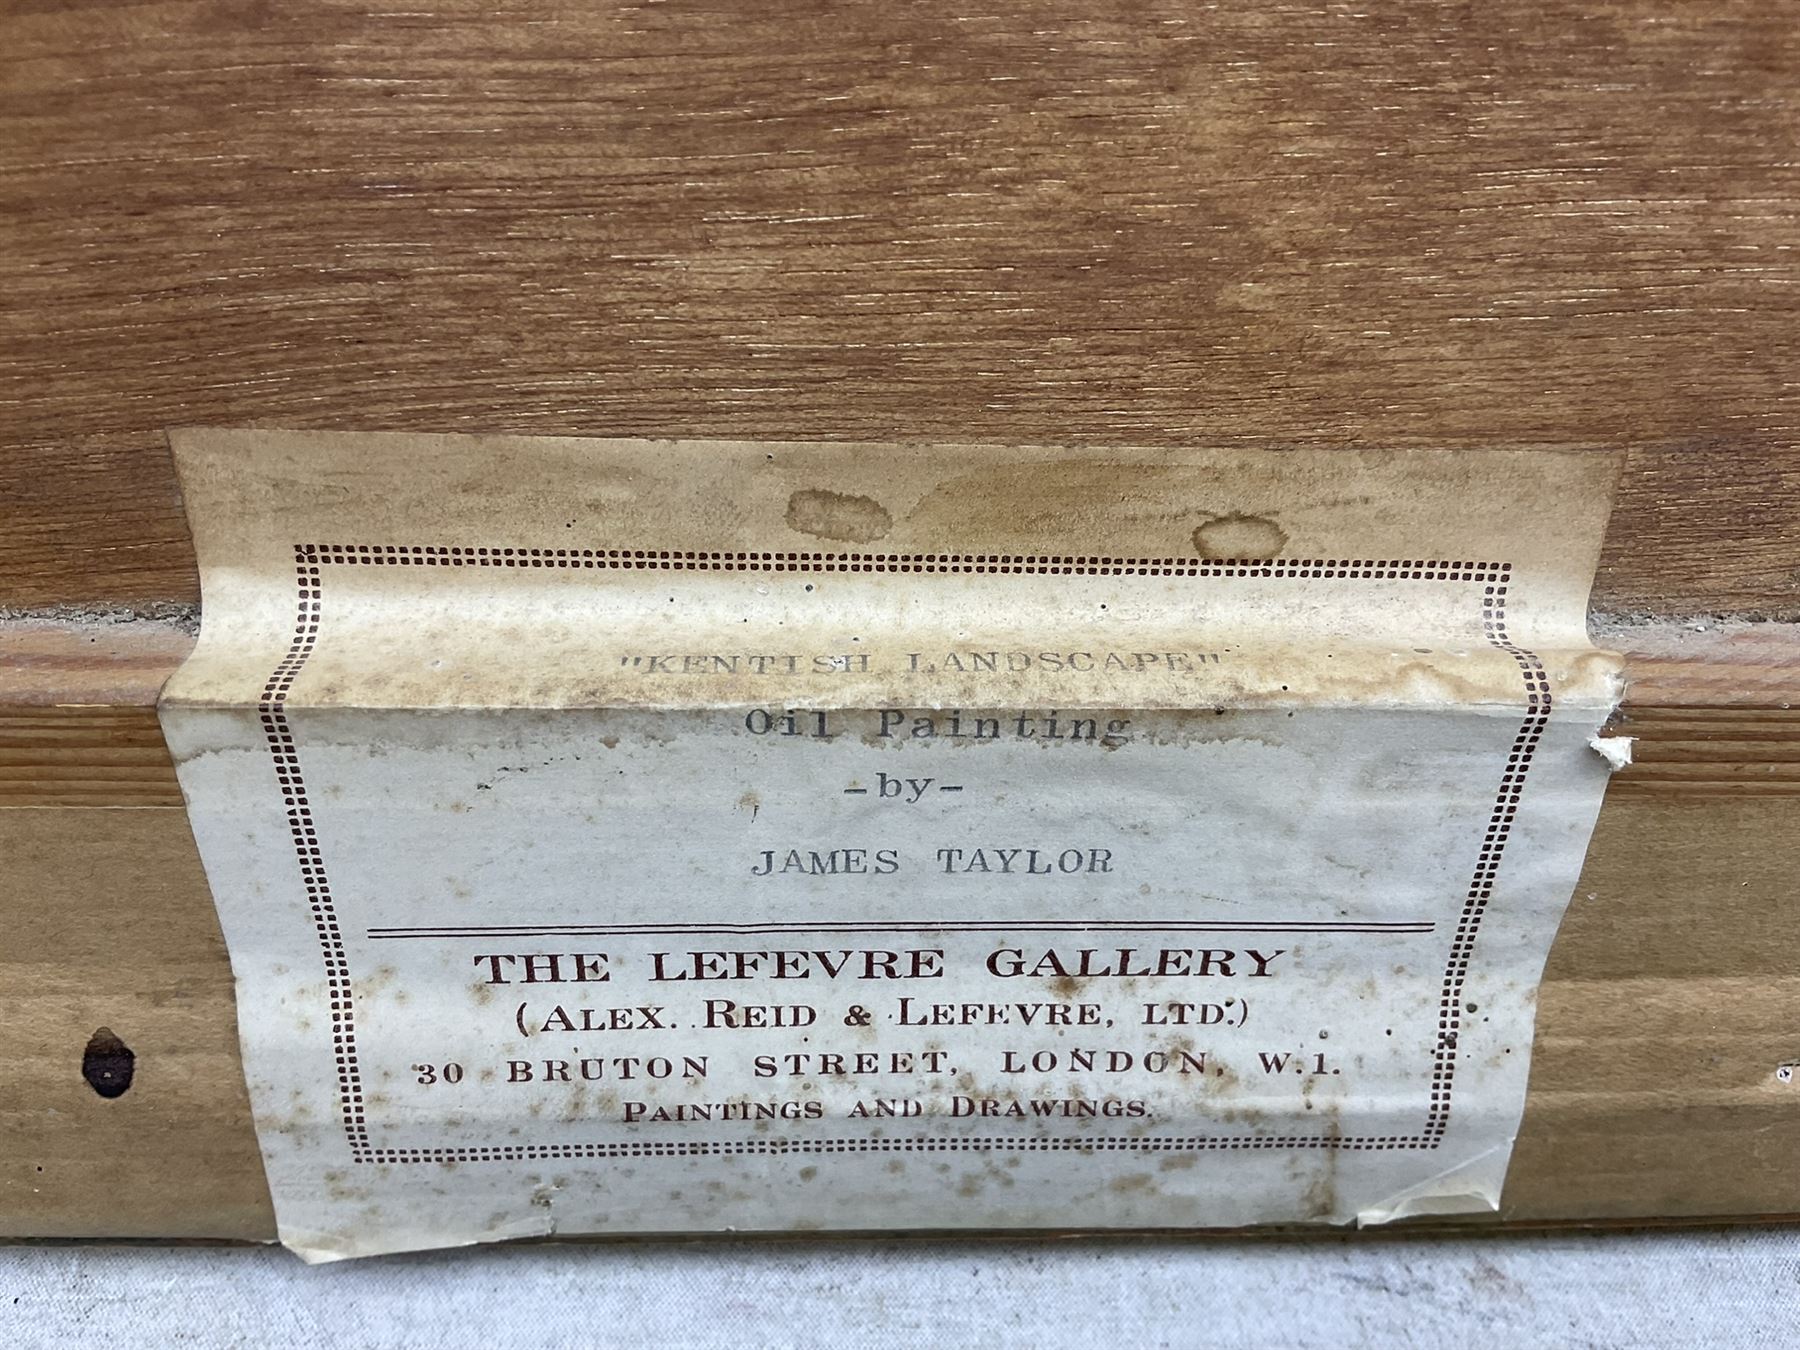 "KENTISH LANDSCAPE"
Oil Painting
-by-
JAMES TAYLOR
THE LEFEVRE GALLERY
(ALEX. REID & LEFEVRE, LTD.)
30 BRUTON STREET, LONDON, W.1.
PAINTINGS AND DRAWINGS.